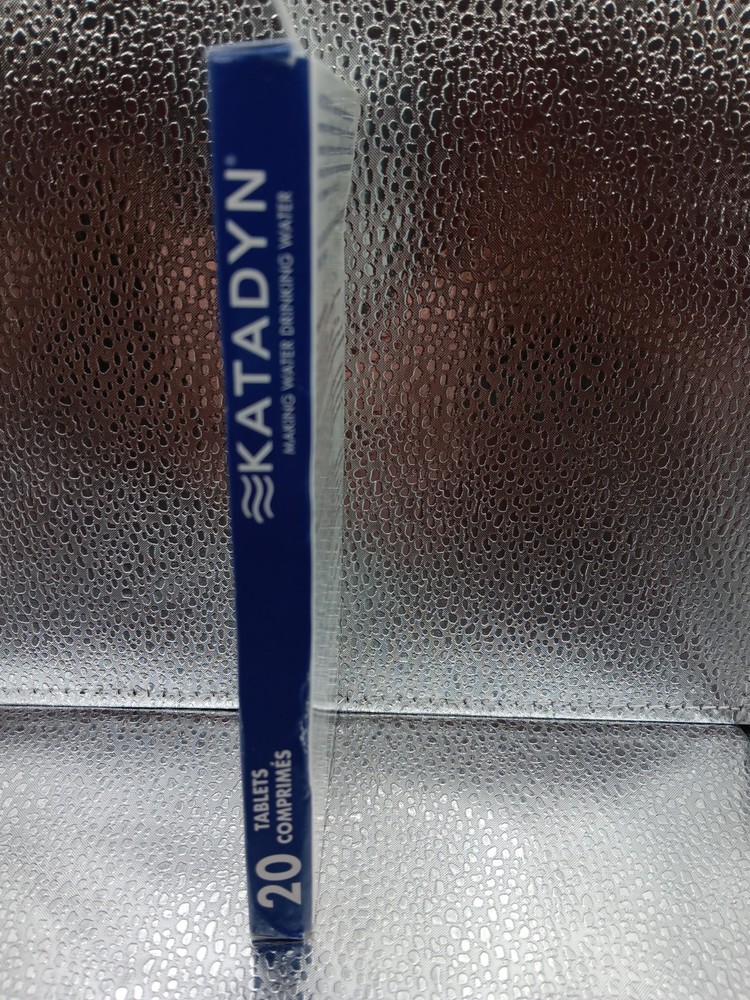 KATADYN®
MAKING WATER DRINKING WATER
20
TABLETS
COMPRIMÉS